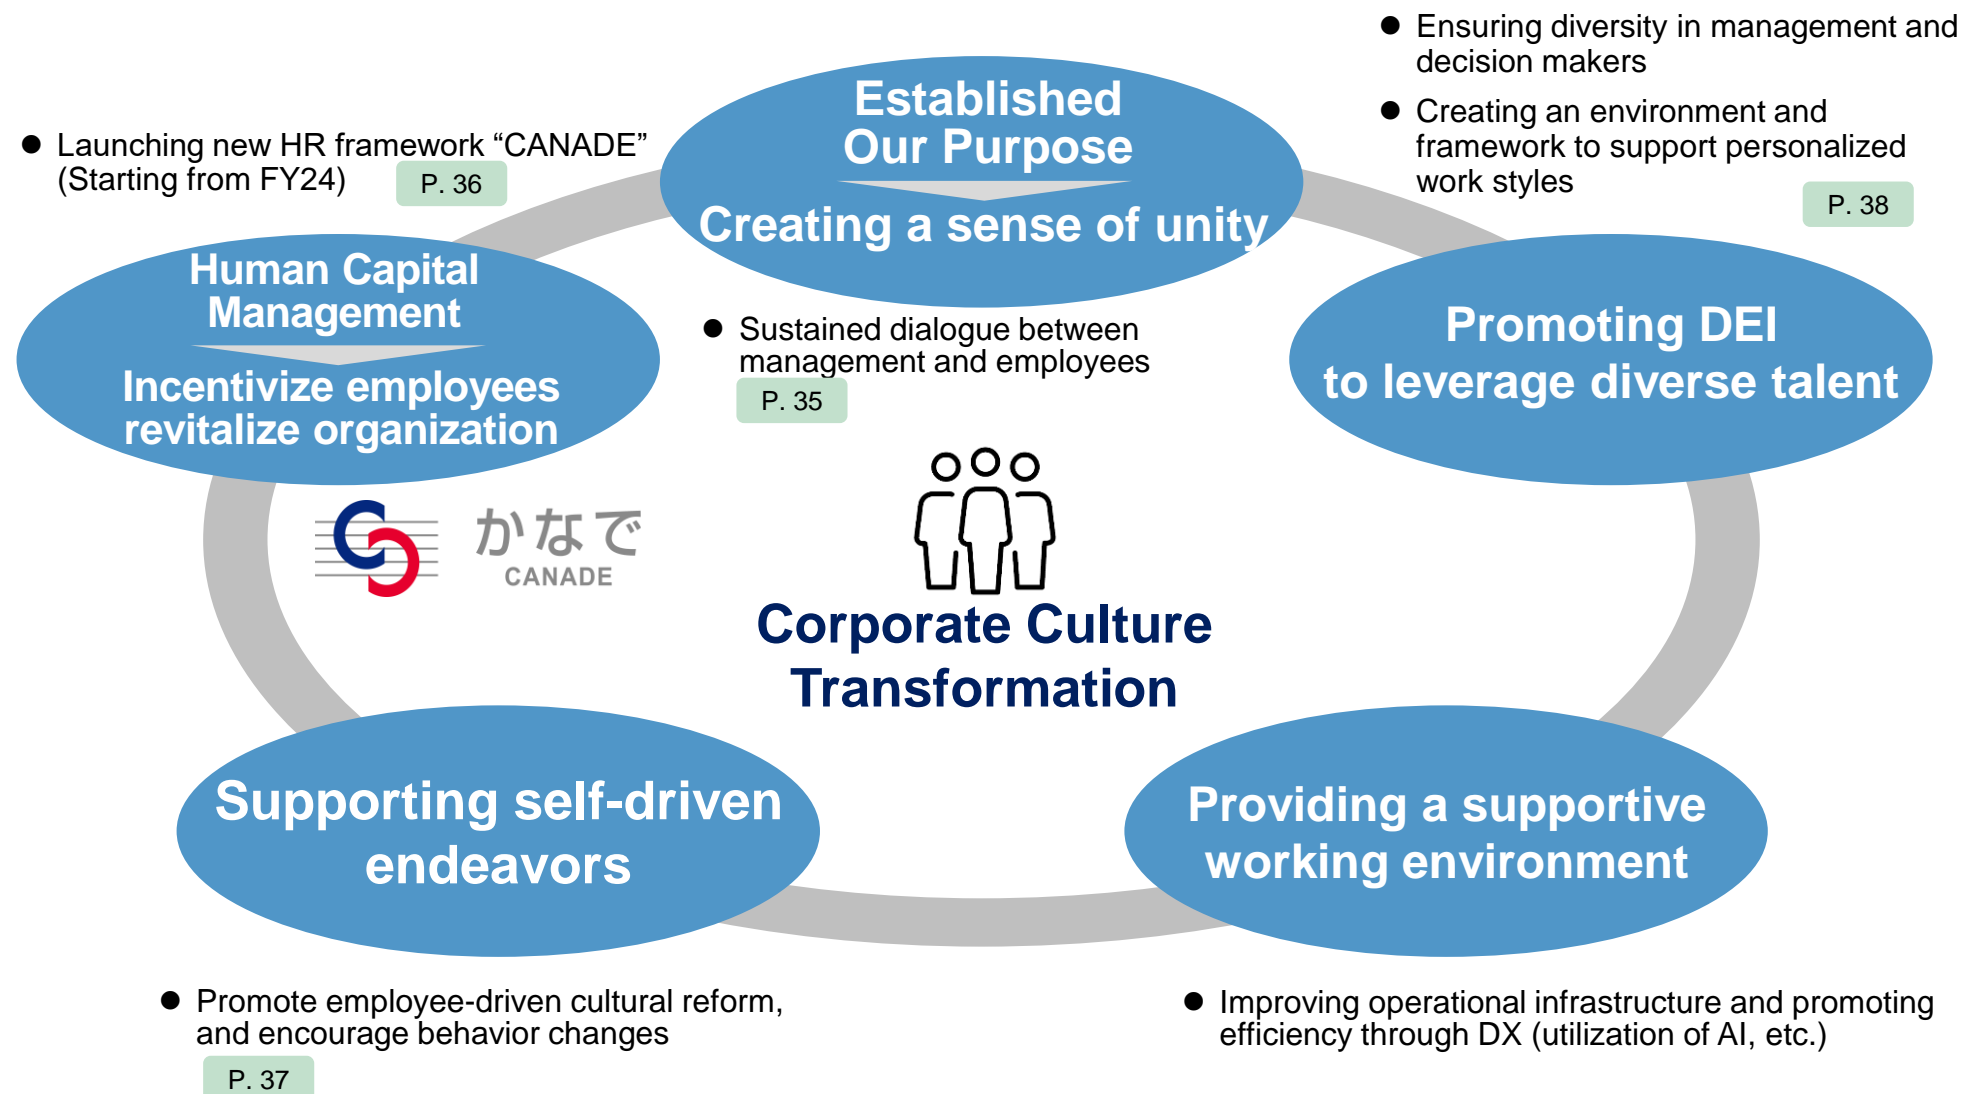 Established
Our Purpose
Creating a sense of unity
● Launching new HR framework “CANADE”
(Starting from FY24)
P. 36
Human Capital
Management
Incentivize employees
revitalize organization
かなで
CANADE
● Sustained dialogue between
management and employees
P. 35
● Ensuring diversity in management and
decision makers
● Creating an environment and
framework to support personalized
work styles
P. 38
Promoting DEI
to leverage diverse talent
Corporate Culture
Transformation
Supporting self-driven
endeavors
● Promote employee-driven cultural reform,
and encourage behavior changes
P. 37
Providing a supportive
working environment
● Improving operational infrastructure and promoting
efficiency through DX (utilization of AI, etc.)